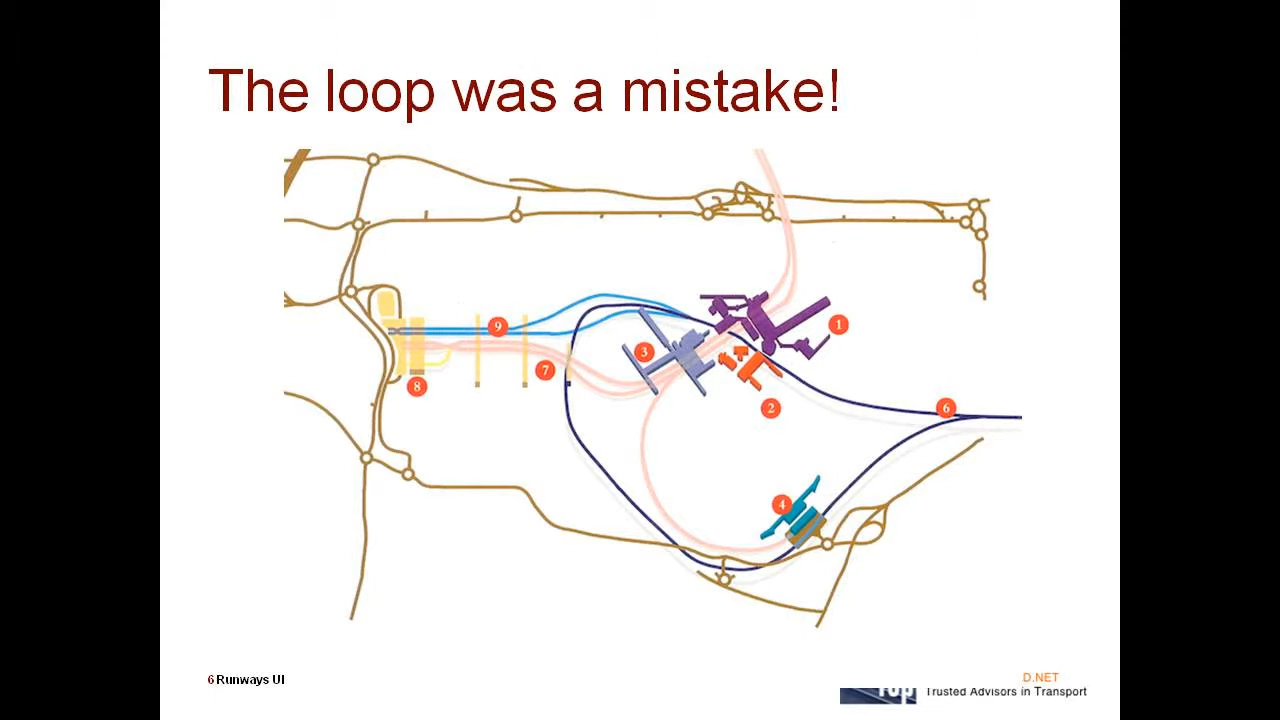 The loop was a mistake!
9
1
3
7
8
2
6
4
6 Runways UI
D.NET
Trusted Advisors in Transport